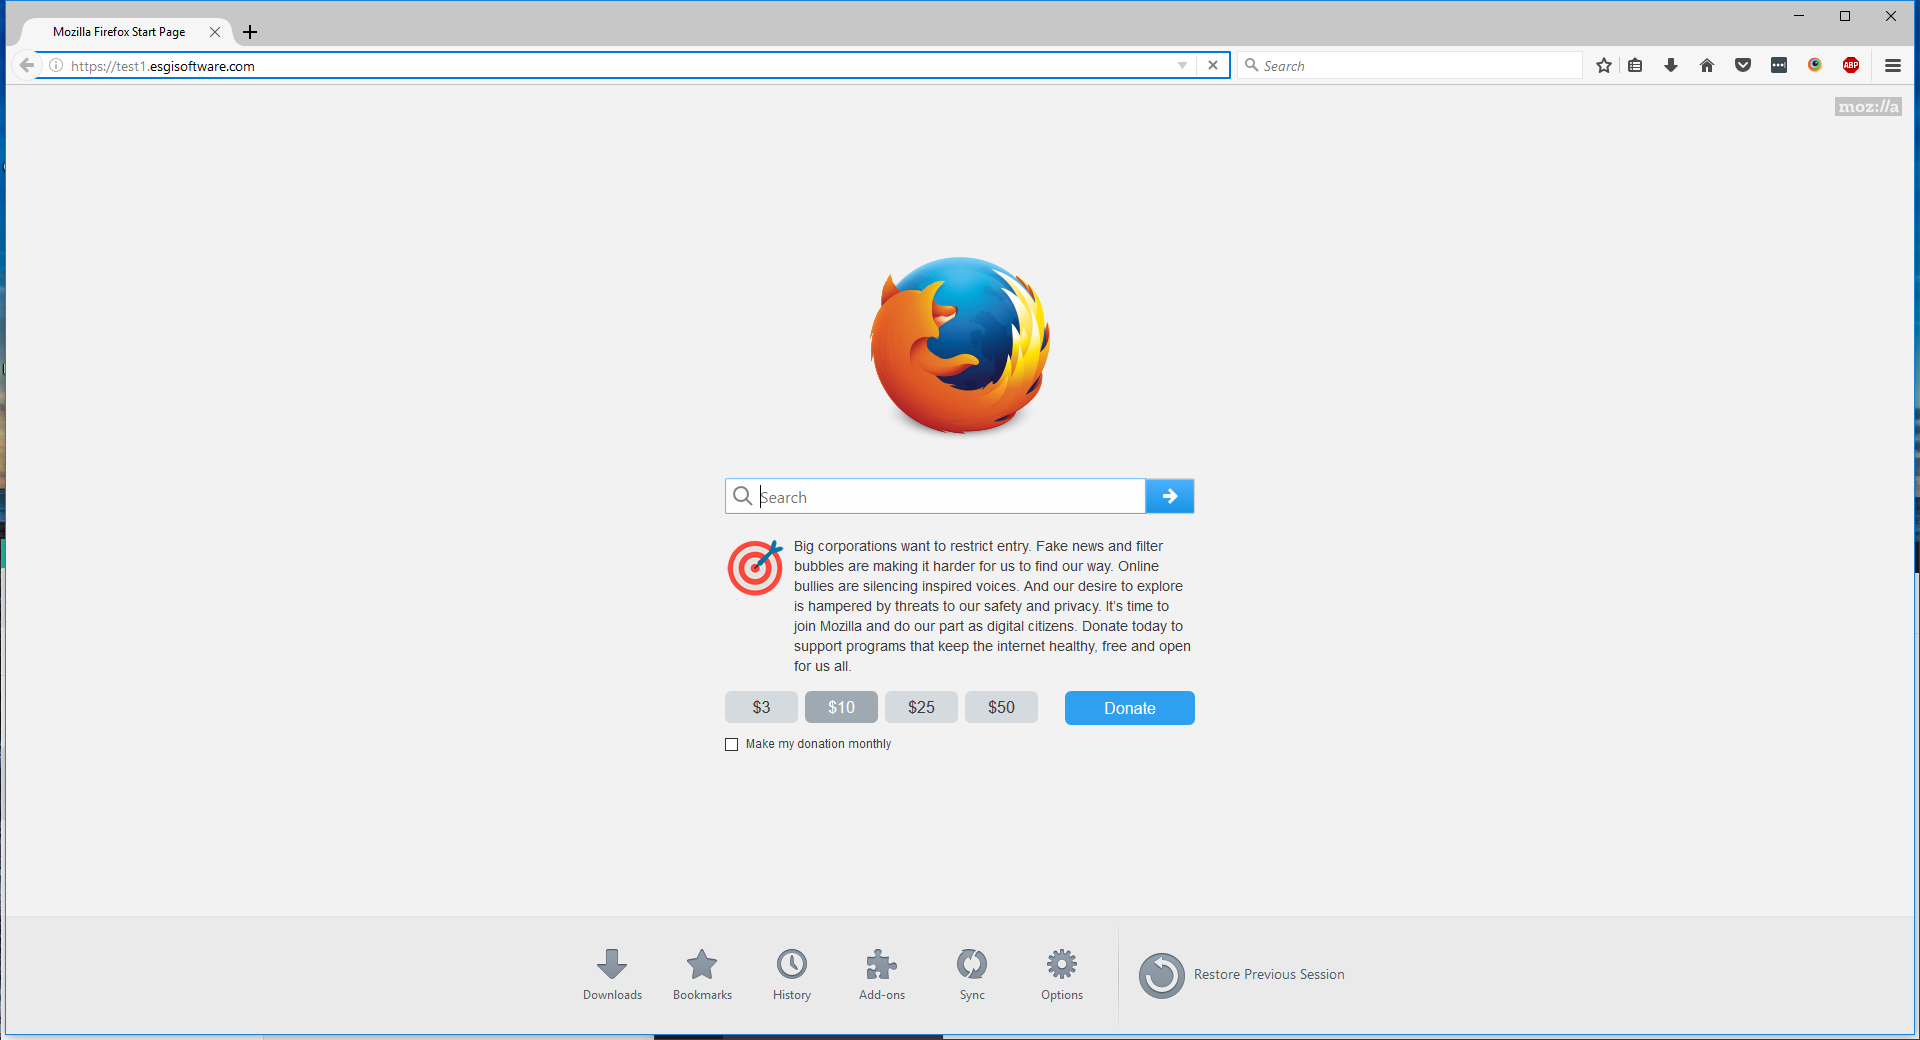 Mozilla Firefox Start Page
https://test1.esgisoftware.com
Search
ABP
moz://a
Search
Big corporations want to restrict entry. Fake news and filter
bubbles are making it harder for us to find our way. Online
bullies are silencing inspired voices. And our desire to explore
is hampered by threats to our safety and privacy. It’s time to
join Mozilla and do our part as digital citizens. Donate today to
support programs that keep the internet healthy, free and open
for us all.
$3 $10 $25 $50 Donate
Make my donation monthly
Downloads Bookmarks History Add-ons Sync Options Restore Previous Session